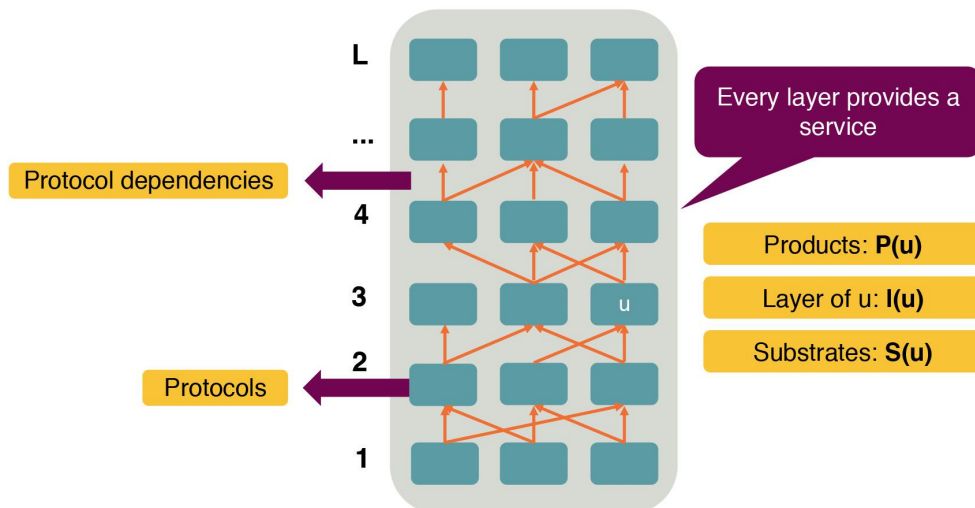 L
Every layer provides a
service
...
Protocol dependencies
4
Products: P(u)
3
u
Layer of u: l(u)
2
Substrates: S(u)
Protocols
1